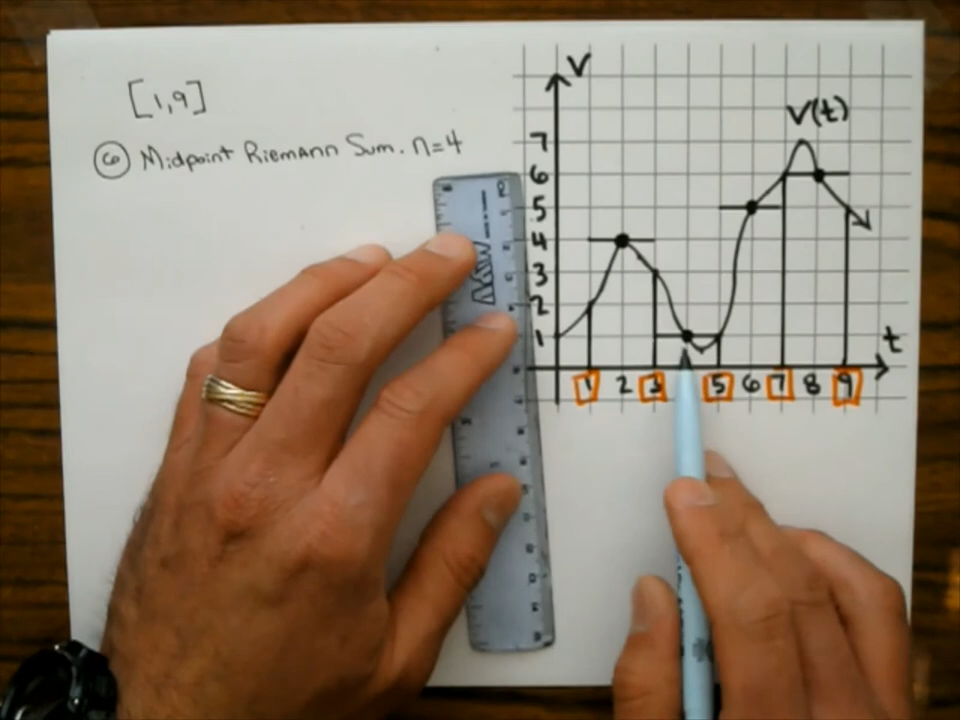 [1,9]
⑥ Midpoint Riemann Sum. n=4
V
V(t)
7
6
5
4
3
2
1
t
1 2 3 5 6 7 8 9